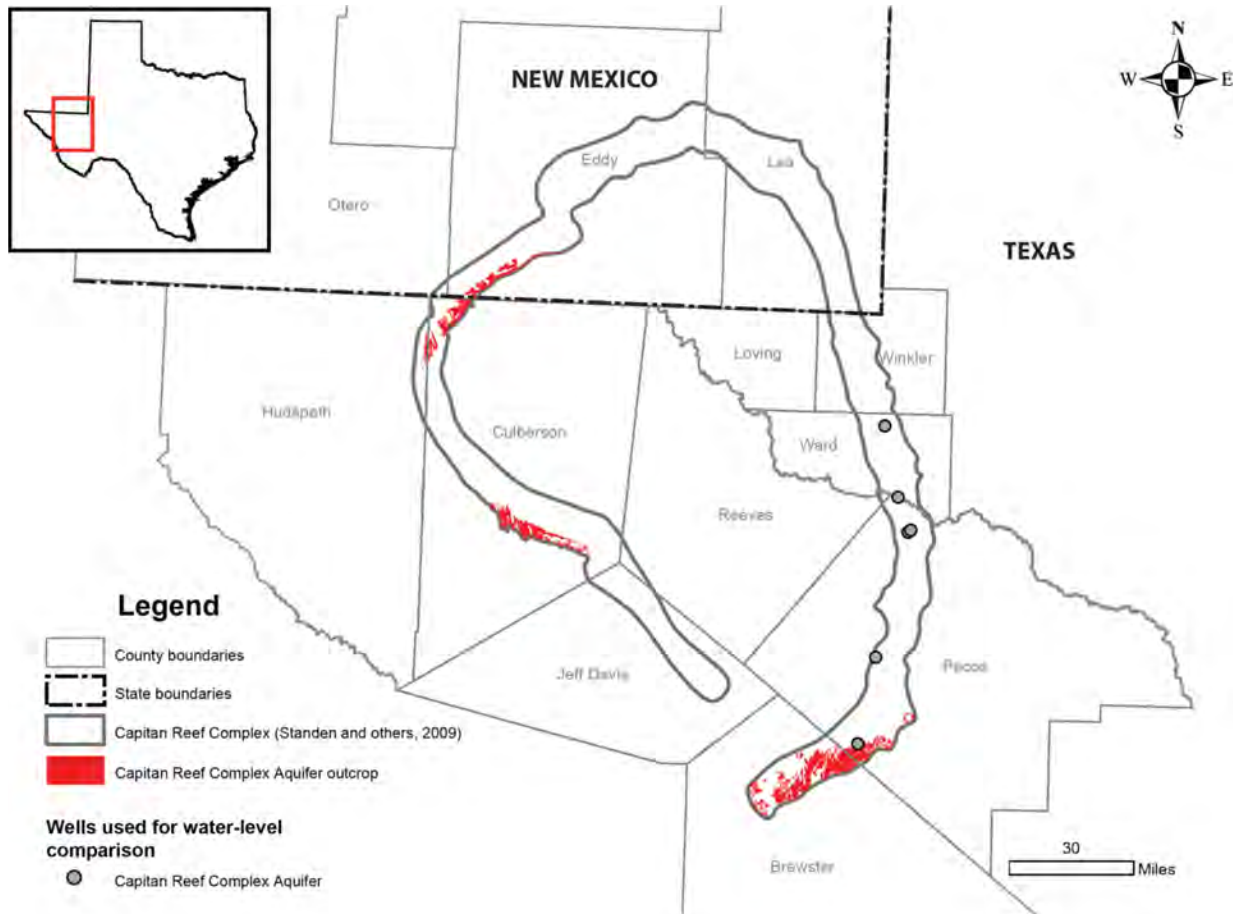 N
W E
S
NEW MEXICO
Eddy
Lea
Otero
TEXAS
Loving
Winkler
Hudspeth
Culberson
Ward
Reeves
Legend
County boundaries
State boundaries
Capitan Reef Complex (Standen and others, 2009)
Capitan Reef Complex Aquifer outcrop
Wells used for water-level
comparison
Capitan Reef Complex Aquifer
Jeff Davis
Pecos
Brewster
30
Miles